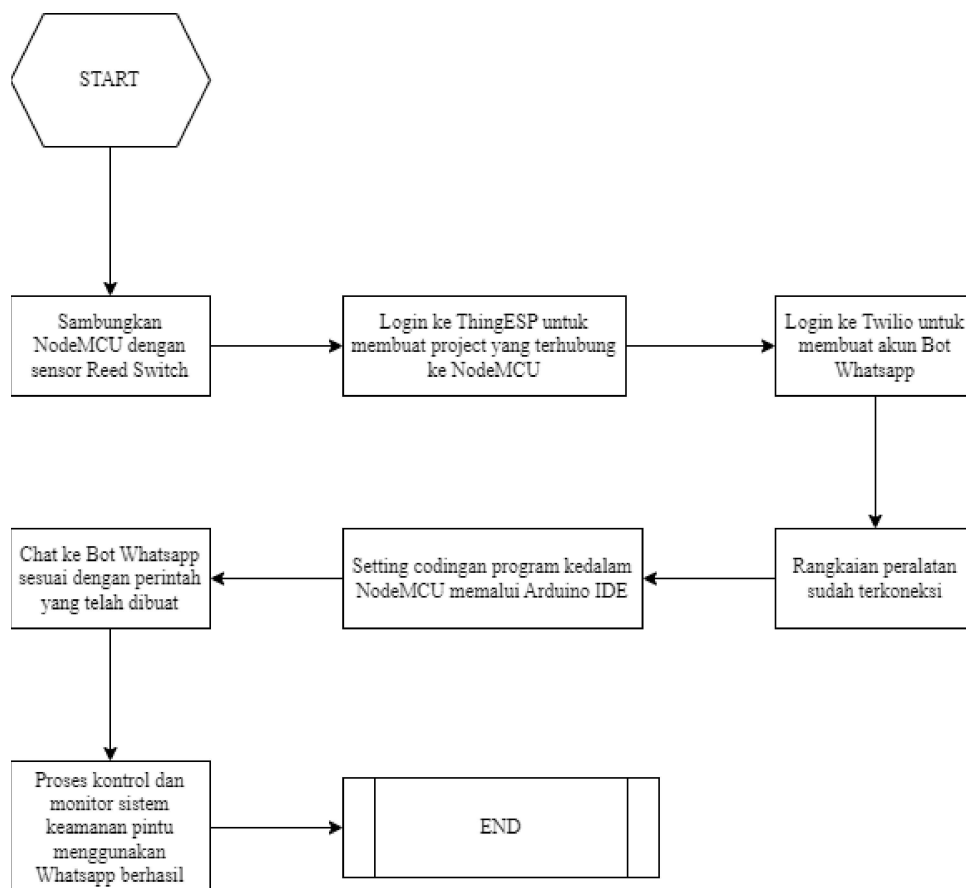 START
Sambungkan
NodeMCU dengan
sensor Reed Switch
Login ke ThingESP untuk
membuat project yang terhubung
ke NodeMCU
Login ke Twilio untuk
membuat akun Bot
Whatsapp
Rangkaian peralatan
sudah terkoneksi
Setting codingan program kedalam
NodeMCU memalui Arduino IDE
Chat ke Bot Whatsapp
sesuai dengan perintah
yang telah dibuat
Proses kontrol dan
monitor sistem
keamanan pintu
menggunakan
Whatsapp berhasil
END